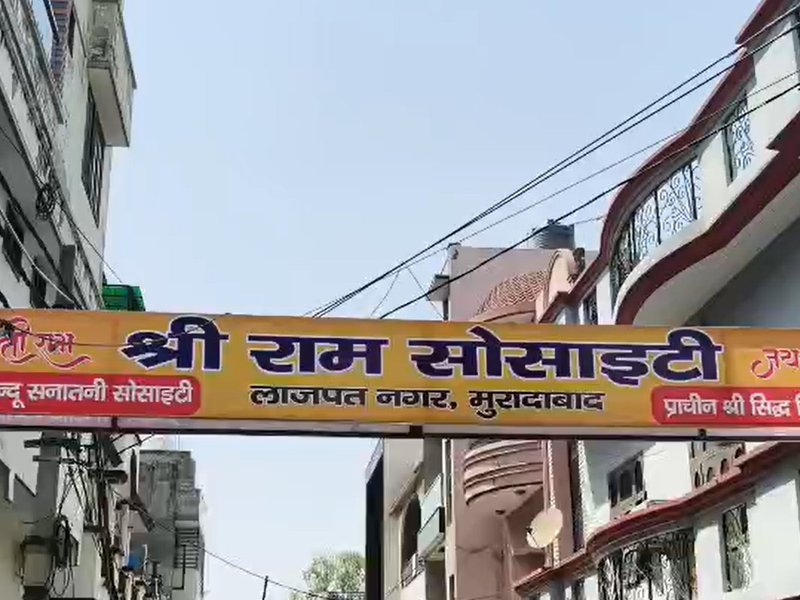 श्री राम सोसाइटी
लाजपत नगर, मुरादाबाद
सनातनी सोसाइटी
प्राचीन श्री सिद्ध